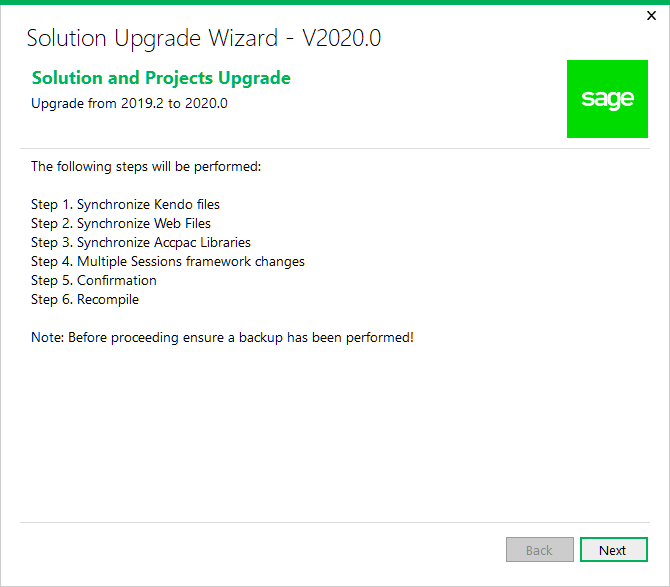 Solution Upgrade Wizard - V2020.0
Solution and Projects Upgrade
Upgrade from 2019.2 to 2020.0
sage
The following steps will be performed:
Step 1. Synchronize Kendo files
Step 2. Synchronize Web Files
Step 3. Synchronize Accpac Libraries
Step 4. Multiple Sessions framework changes
Step 5. Confirmation
Step 6. Recompile
Note: Before proceeding ensure a backup has been performed!
Back Next